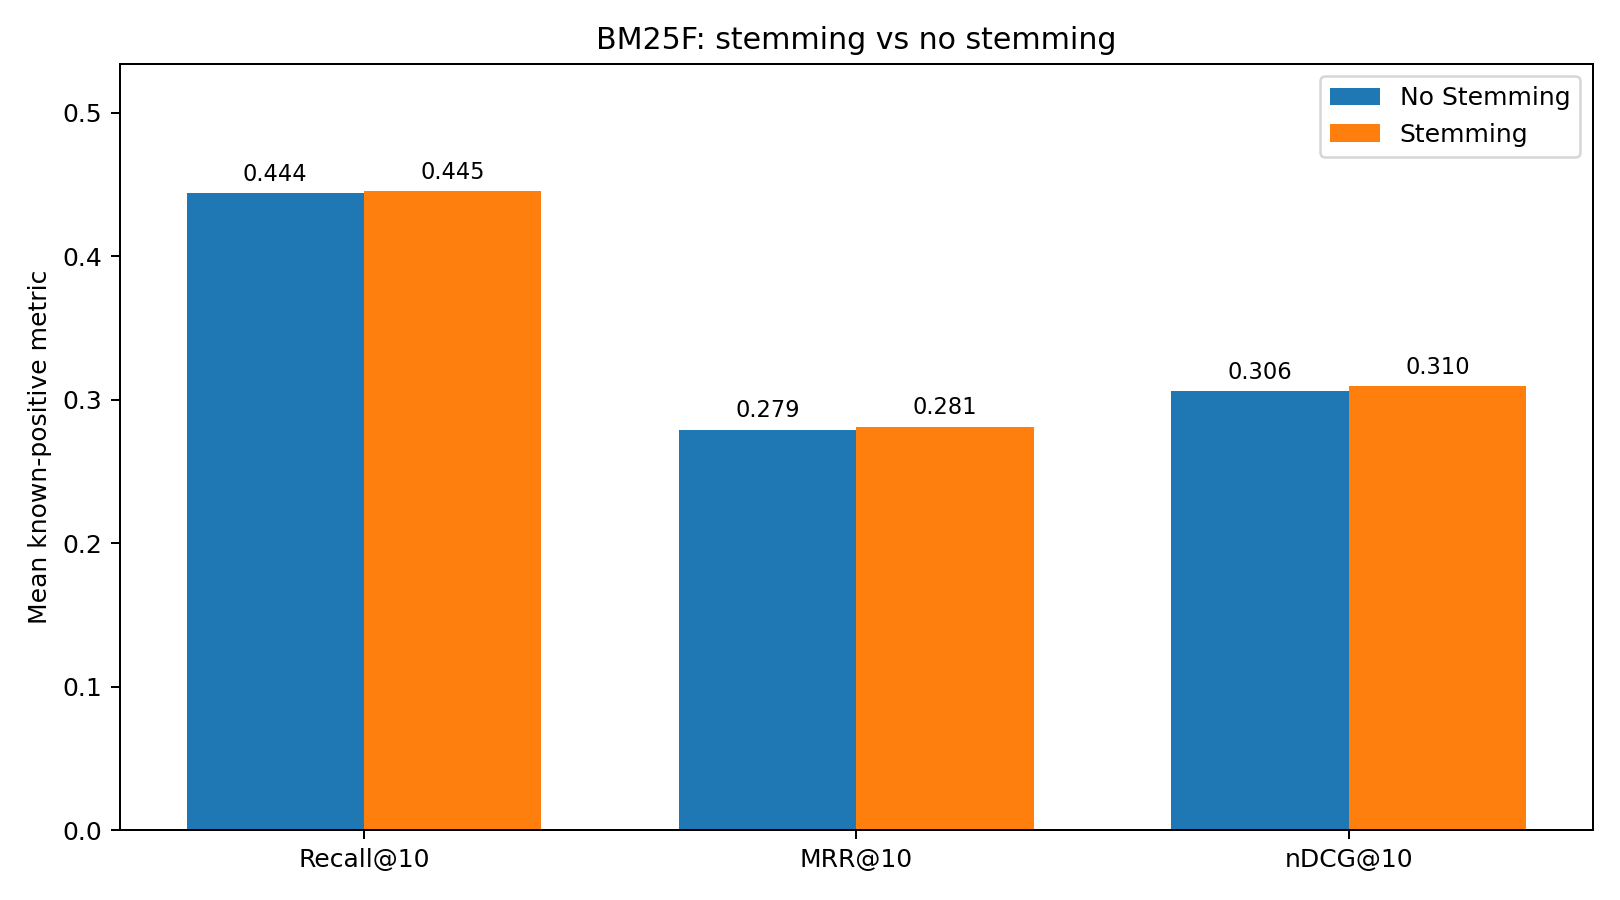 BM25F: stemming vs no stemming
No Stemming
Stemming
Mean known-positive metric
0.5
0.4
0.3
0.2
0.1
0.0
0.444
0.445
0.279
0.281
0.306
0.310
Recall@10
MRR@10
nDCG@10